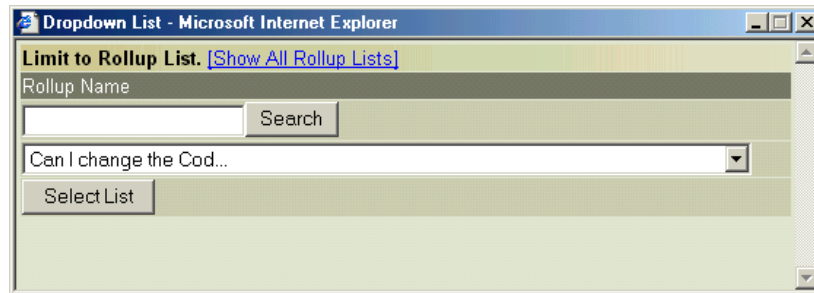 Dropdown List - Microsoft Internet Explorer
Limit to Rollup List. [Show All Rollup Lists]
Rollup Name
Search
Can I change the Cod...
Select List